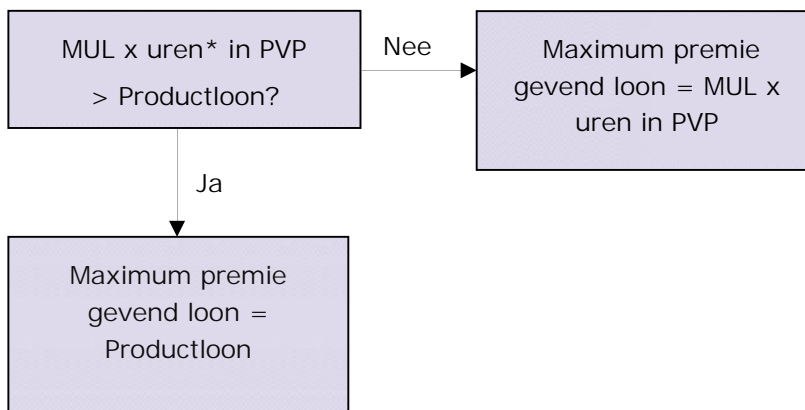 MUL x uren* in PVP
> Productloon?
Nee
Maximum premie
gevend loon = MUL x
uren in PVP
Ja
Maximum premie
gevend loon =
Productloon